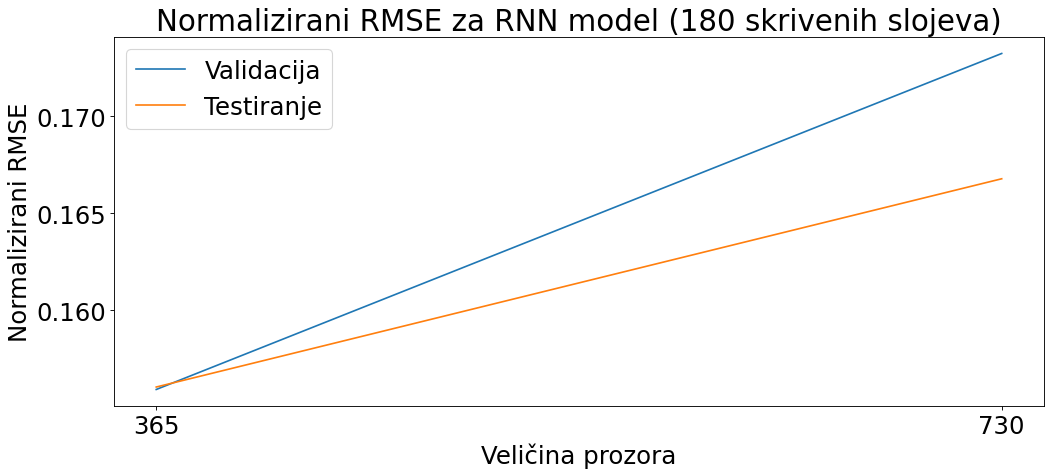 Normalizirani RMSE za RNN model (180 skrivenih slojeva)
Validacija
Testiranje
Normalizirani RMSE
0.170
0.165
0.160
365
730
Veličina prozora